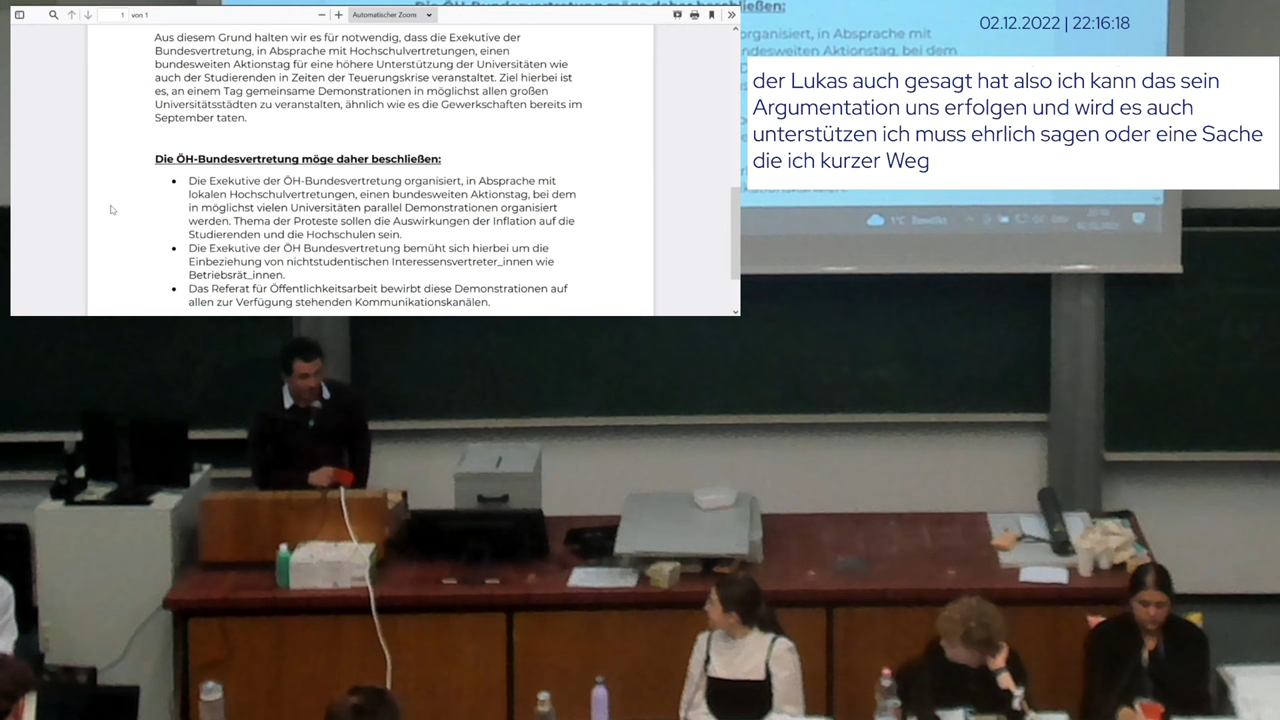 1 von 1
Automatischer Zoom
Aus diesem Grund halten wir es für notwendig, dass die Exekutive der
Bundesvertretung, in Absprache mit Hochschulvertretungen, einen
bundesweiten Aktionstag für eine höhere Unterstützung der Universitäten wie
auch der Studierenden in Zeiten der Teuerungskrise veranstaltet. Ziel hierbei ist
es, an einem Tag gemeinsame Demonstrationen in möglichst allen großen
Universitätsstädten zu veranstalten, ähnlich wie es die Gewerkschaften bereits im
September taten.
Die ÖH-Bundesvertretung möge daher beschließen:
Die Exekutive der ÖH-Bundesvertretung organisiert, in Absprache mit
lokalen Hochschulvertretungen, einen bundesweiten Aktionstag, bei dem
in möglichst vielen Universitäten parallel Demonstrationen organisiert
werden. Thema der Proteste sollen die Auswirkungen der Inflation auf die
Studierenden und die Hochschulen sein.
Die Exekutive der ÖH Bundesvertretung bemüht sich hierbei um die
Einbeziehung von nichtstudentischen Interessensvertreter_innen wie
Betriebsrät_innen.
Das Referat für Öffentlichkeitsarbeit bewirbt diese Demonstrationen auf
allen zur Verfügung stehenden Kommunikationskanälen.
Die ÖH-Bundesvertretung möge daher beschließen:
organisiert, in Absprache mit
ndesweiten Aktionstag, bei dem
02.12.2022 | 22:16:18
der Lukas auch gesagt hat also ich kann das sein
Argumentation uns erfolgen und wird es auch
unterstützen ich muss ehrlich sagen oder eine Sache
die ich kurzer Weg